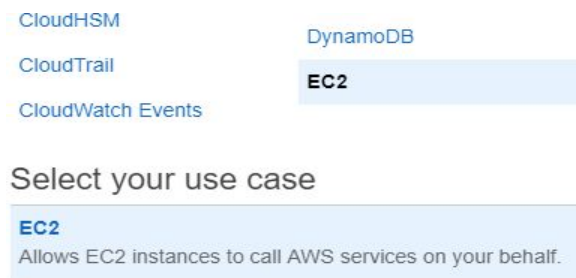 CloudHSM
CloudTrail
CloudWatch Events
DynamoDB
EC2
Select your use case
EC2
Allows EC2 instances to call AWS services on your behalf.